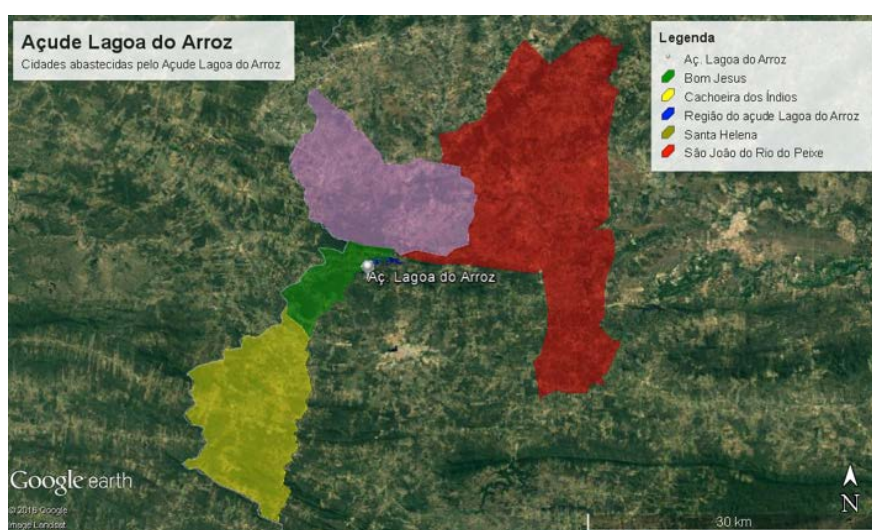 Açude Lagoa do Arroz
Cidades abastecidas pelo Açude Lagoa do Arroz
Legenda
Aç. Lagoa do Arroz
Bom Jesus
Cachoeira dos Índios
Região do açude Lagoa do Arroz
Santa Helena
São João do Rio do Peixe
Aç. Lagoa do Arroz
Google earth
© 2016 Google
Image Landsat
30 km
N